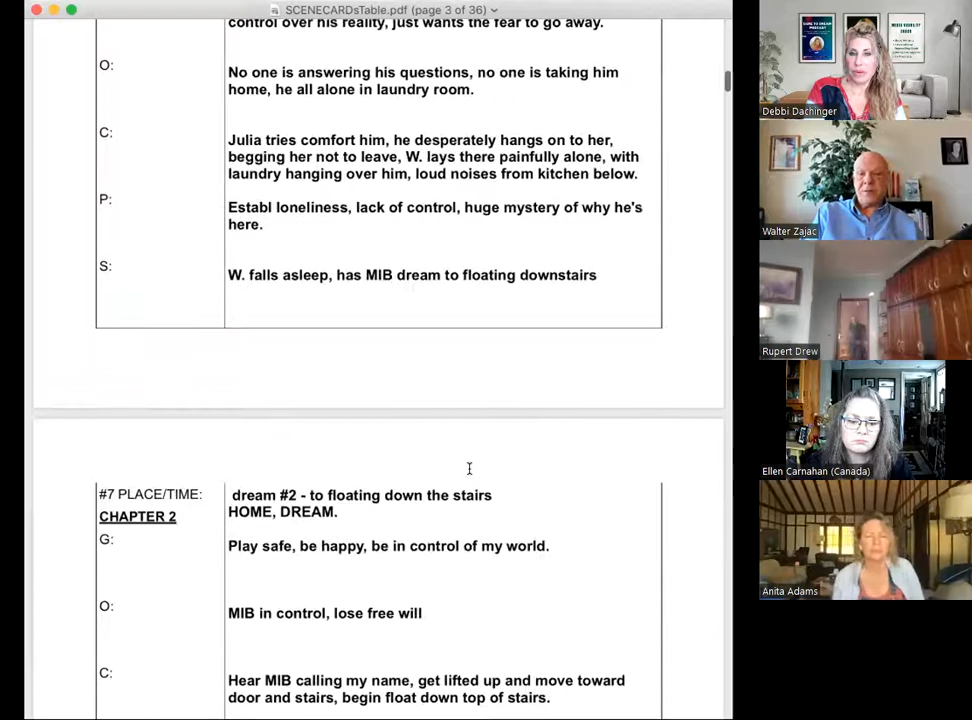 SCENECARDsTable.pdf (page 3 of 36)
control over his reality, just wants the fear to go away.
O:
No one is answering his questions, no one is taking him
home, he all alone in laundry room.
C:
Julia tries comfort him, he desperately hangs on to her,
begging her not to leave, W. lays there painfully alone, with
laundry hanging over him, loud noises from kitchen below.
P:
Establ loneliness, lack of control, huge mystery of why he's
here.
S:
W. falls asleep, has MIB dream to floating downstairs
#7 PLACE/TIME:
dream #2 - to floating down the stairs
CHAPTER 2
HOME, DREAM.
G:
Play safe, be happy, be in control of my world.
O:
MIB in control, lose free will
C:
Hear MIB calling my name, get lifted up and move toward
door and stairs, begin float down top of stairs.
Debbi Dachinger
Walter Zajac
Rupert Drew
Ellen Carnahan (Canada)
Anita Adams